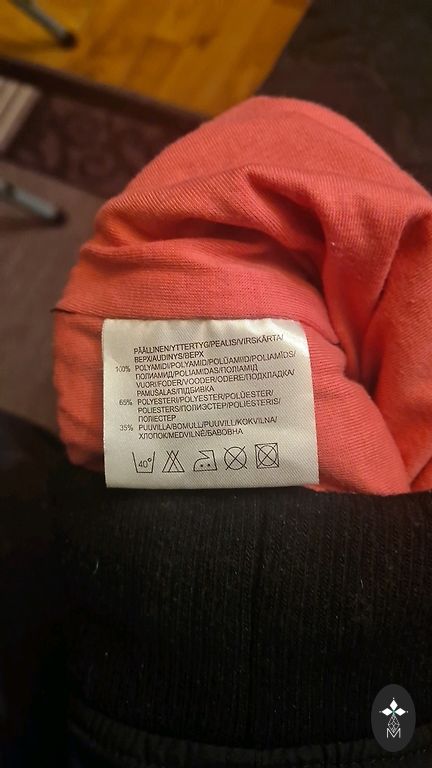 PÄÄLLINEN/YTTERTYG/PEALIS/VIRSKĀRTA/
ВЕРХ/AUDINYS/ВЕРХ
100% POLYAMIDI/POLYAMID/POLÜAMIID/POLIAMĪDS/
ПОЛИАМИД/POLIAMIDAS/ПОЛІАМІД
VUORI/FODER/VOODER/ODERE/ПОДКЛАДКА/
PAMUŠALAS/ПІДБИВКА
65% POLYESTERI/POLYESTER/POLÜESTER/
POLIESTERS/ПОЛИЭСТЕР/POLIESTERIS/
ПОЛІЕСТЕР
35% PUUVILLA/BOMULL/PUUVILL/KOKVILNA/
ХЛОПОК/MEDVILNĖ/БАВОВНА
40°
M